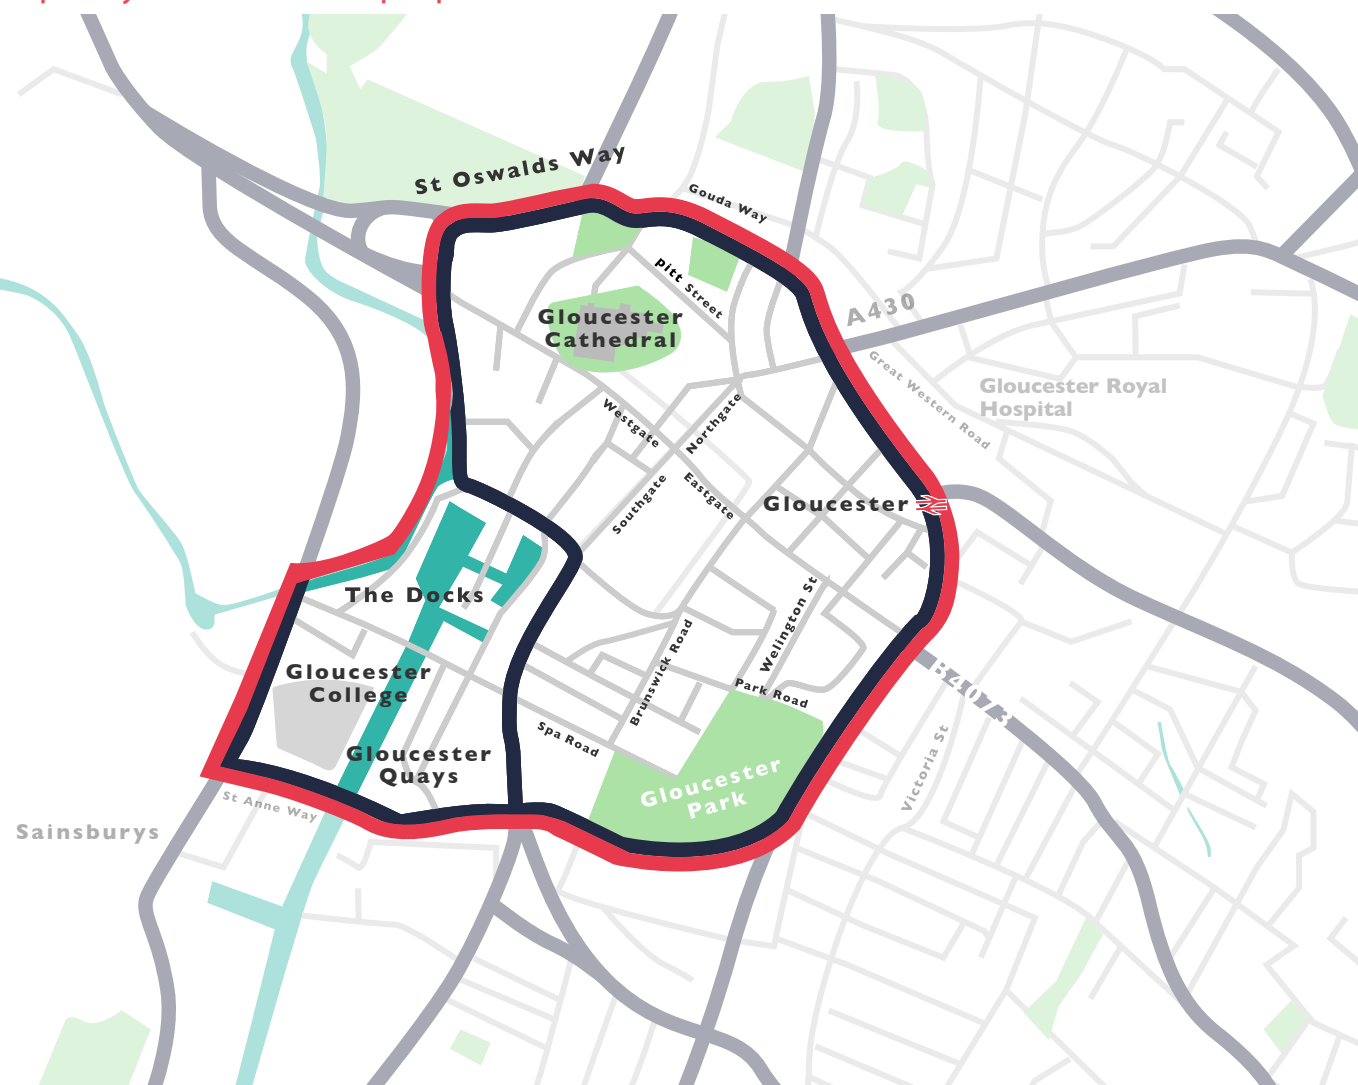 St Oswalds Way
Gouda Way
Pitt Street
A430
Gloucester
Cathedral
Great Western Road
Gloucester Royal
Hospital
Westgate
Northgate
Southgate
Eastgate
Gloucester
The Docks
Welington St
Brunswick Road
Gloucester
College
Park Road
B4073
Spa Road
Gloucester
Quays
Victoria St
Gloucester
Park
St Anne Way
Sainsburys